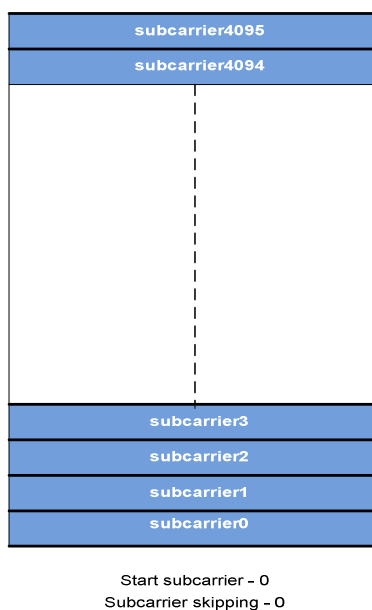 subcarrier4095
subcarrier4094
subcarrier3
subcarrier2
subcarrier1
subcarrier0
Start subcarrier - 0
Subcarrier skipping - 0